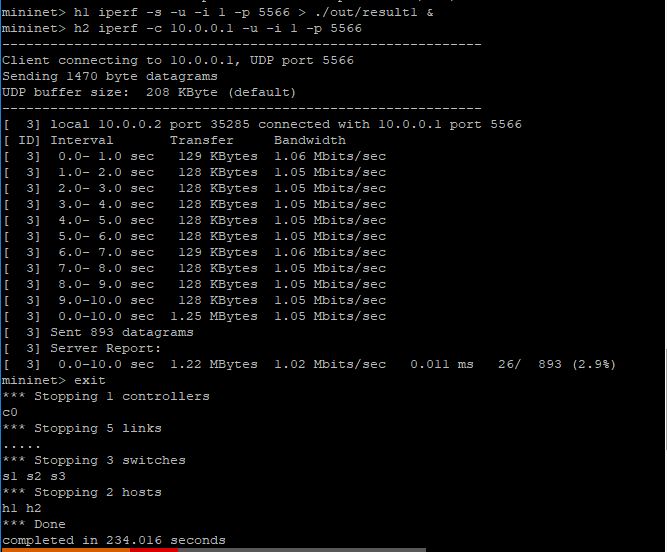 mininet> h1 iperf -s -u -i 1 -p 5566 > ./out/result1 &
mininet> h2 iperf -c 10.0.0.1 -u -i 1 -p 5566
------------------------------------------------------------
Client connecting to 10.0.0.1, UDP port 5566
Sending 1470 byte datagrams
UDP buffer size:  208 KByte (default)
------------------------------------------------------------
[  3] local 10.0.0.2 port 35285 connected with 10.0.0.1 port 5566
[ ID] Interval       Transfer     Bandwidth
[  3]  0.0- 1.0 sec   129 KBytes  1.06 Mbits/sec
[  3]  1.0- 2.0 sec   128 KBytes  1.05 Mbits/sec
[  3]  2.0- 3.0 sec   128 KBytes  1.05 Mbits/sec
[  3]  3.0- 4.0 sec   128 KBytes  1.05 Mbits/sec
[  3]  4.0- 5.0 sec   128 KBytes  1.05 Mbits/sec
[  3]  5.0- 6.0 sec   128 KBytes  1.05 Mbits/sec
[  3]  6.0- 7.0 sec   129 KBytes  1.06 Mbits/sec
[  3]  7.0- 8.0 sec   128 KBytes  1.05 Mbits/sec
[  3]  8.0- 9.0 sec   128 KBytes  1.05 Mbits/sec
[  3]  9.0-10.0 sec   128 KBytes  1.05 Mbits/sec
[  3]  0.0-10.0 sec  1.25 MBytes  1.05 Mbits/sec
[  3] Sent 893 datagrams
[  3] Server Report:
[  3]  0.0-10.0 sec  1.22 MBytes  1.02 Mbits/sec   0.011 ms   26/  893 (2.9%)
mininet> exit
*** Stopping 1 controllers
c0
*** Stopping 5 links
.....
*** Stopping 3 switches
s1 s2 s3
*** Stopping 2 hosts
h1 h2
*** Done
completed in 234.016 seconds